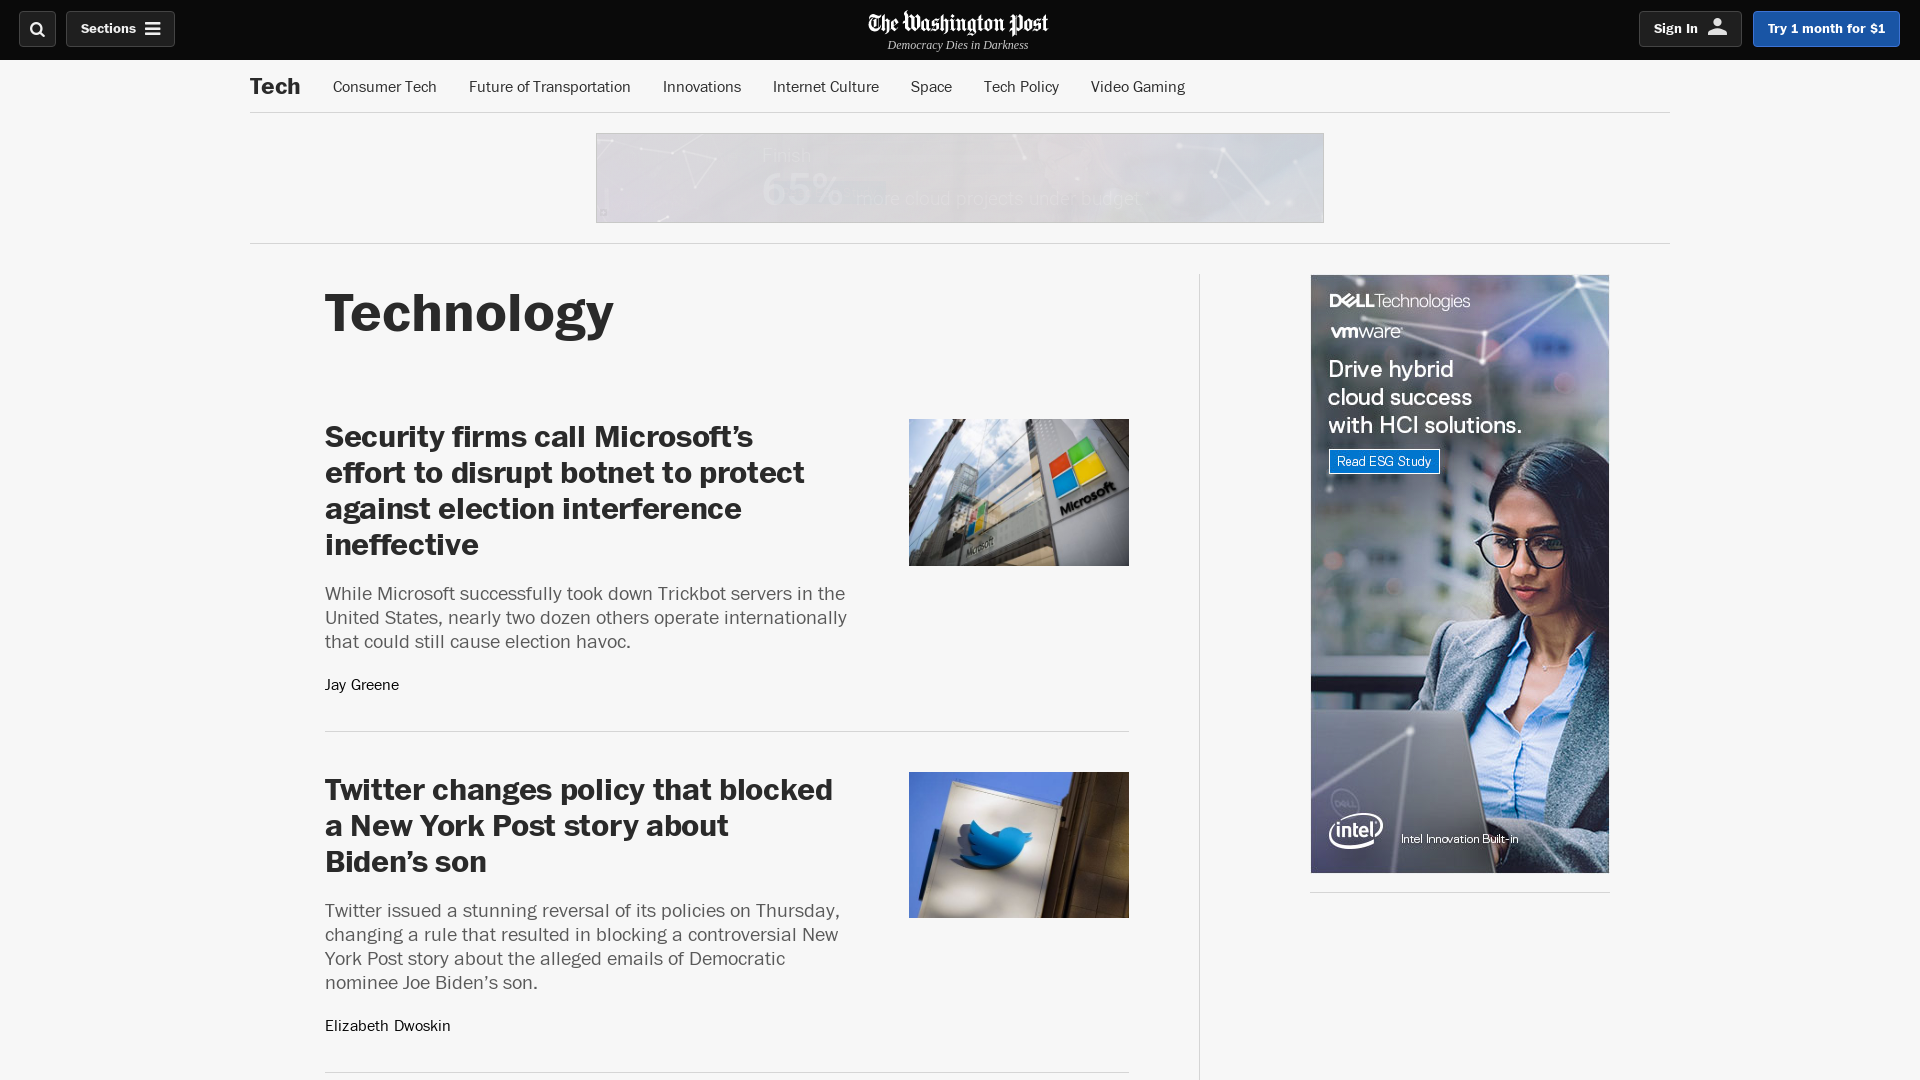 Sections
The Washington Post
Democracy Dies in Darkness
Sign In
Try 1 month for $1
Tech
Consumer Tech
Future of Transportation
Innovations
Internet Culture
Space
Tech Policy
Video Gaming
Finish
65% more cloud projects under budget.
Technology
Security firms call Microsoft’s
effort to disrupt botnet to protect
against election interference
ineffective
While Microsoft successfully took down Trickbot servers in the
United States, nearly two dozen others operate internationally
that could still cause election havoc.
Jay Greene
Microsoft
Microsoft
Twitter changes policy that blocked
a New York Post story about
Biden’s son
Twitter issued a stunning reversal of its policies on Thursday,
changing a rule that resulted in blocking a controversial New
York Post story about the alleged emails of Democratic
nominee Joe Biden’s son.
Elizabeth Dwoskin
DELLTechnologies
vmware
Drive hybrid
cloud success
with HCI solutions.
Read ESG Study
DELL
intel
Intel Innovation Built-in